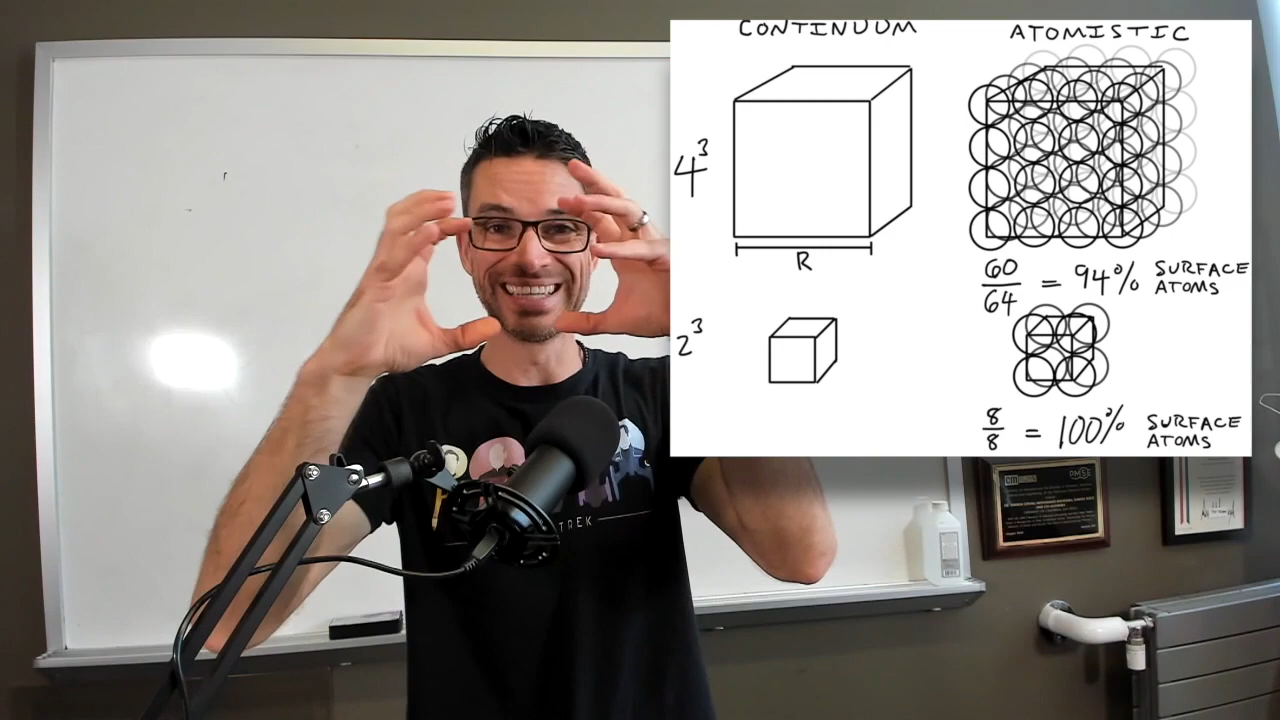 CONTINUUM
ATOMISTIC
4³
R
60/64 = 94% SURFACE
ATOMS
2³
8/8 = 100% SURFACE
ATOMS
TREK